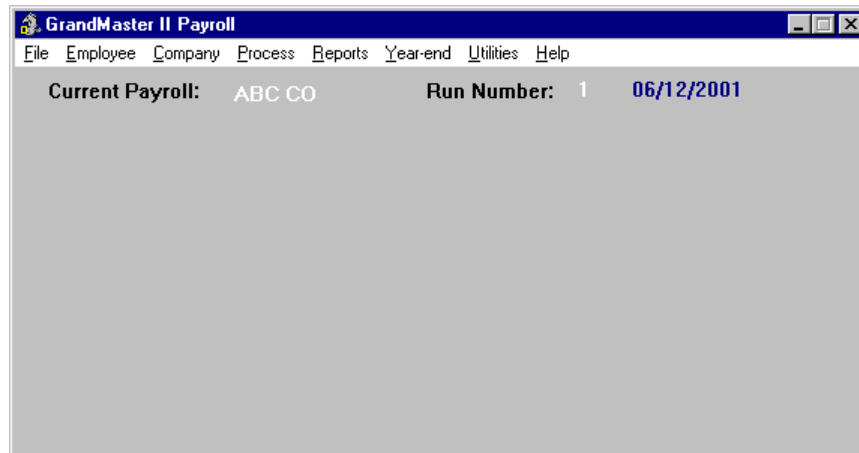 GrandMaster II Payroll
File Employee Company Process Reports Year-end Utilities Help
Current Payroll: ABC CO Run Number: 1 06/12/2001